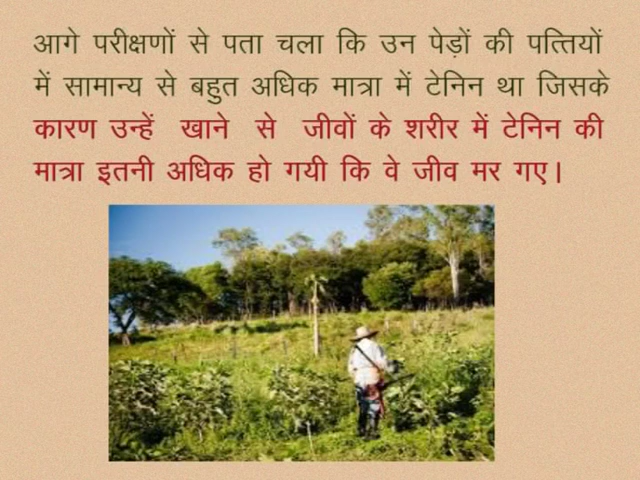 आगे परीक्षणों से पता चला कि उन पेड़ों की पत्तियों
में सामान्य से बहुत अधिक मात्रा में टेनिन था जिसके
कारण उन्हें खाने से जीवों के शरीर में टेनिन की
मात्रा इतनी अधिक हो गयी कि वे जीव मर गए।